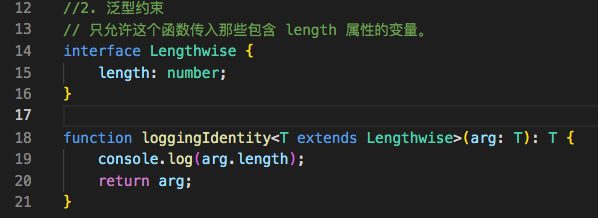 12 //2. 泛型约束
13 // 只允许这个函数传入那些包含 length 属性的变量。
14 interface Lengthwise {
15     length: number;
16 }
17
18 function loggingIdentity<T extends Lengthwise>(arg: T): T {
19     console.log(arg.length);
20     return arg;
21 }